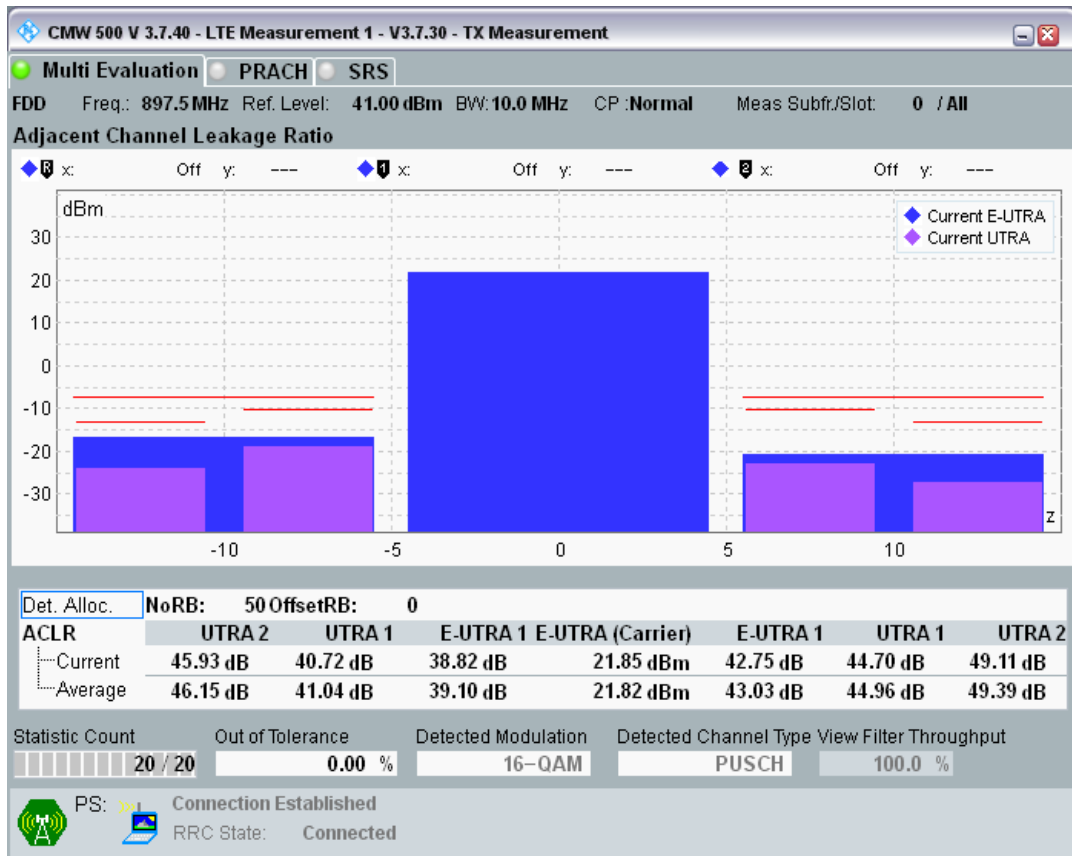 CMW 500 V 3.7.40 - LTE Measurement 1 - V3.7.30 - TX Measurement
Multi Evaluation PRACH SRS
FDD Freq.: 897.5 MHz Ref. Level: 41.00 dBm BW: 10.0 MHz CP :Normal Meas Subfr./Slot: 0 / All
Adjacent Channel Leakage Ratio
R x: Off y: --- 1 x: Off y: --- 2 x: Off y: ---
dBm
Current E-UTRA
Current UTRA
30
20
10
0
-10
-20
-30
z
-10 -5 0 5 10
Det. Alloc. NoRB: 50 OffsetRB: 0
ACLR UTRA 2 UTRA 1 E-UTRA 1 E-UTRA (Carrier) E-UTRA 1 UTRA 1 UTRA 2
Current 45.93 dB 40.72 dB 38.82 dB 21.85 dBm 42.75 dB 44.70 dB 49.11 dB
Average 46.15 dB 41.04 dB 39.10 dB 21.82 dBm 43.03 dB 44.96 dB 49.39 dB
Statistic Count Out of Tolerance Detected Modulation Detected Channel Type View Filter Throughput
20 / 20 0.00 % 16-QAM PUSCH 100.0 %
PS: Connection Established
RRC State: Connected